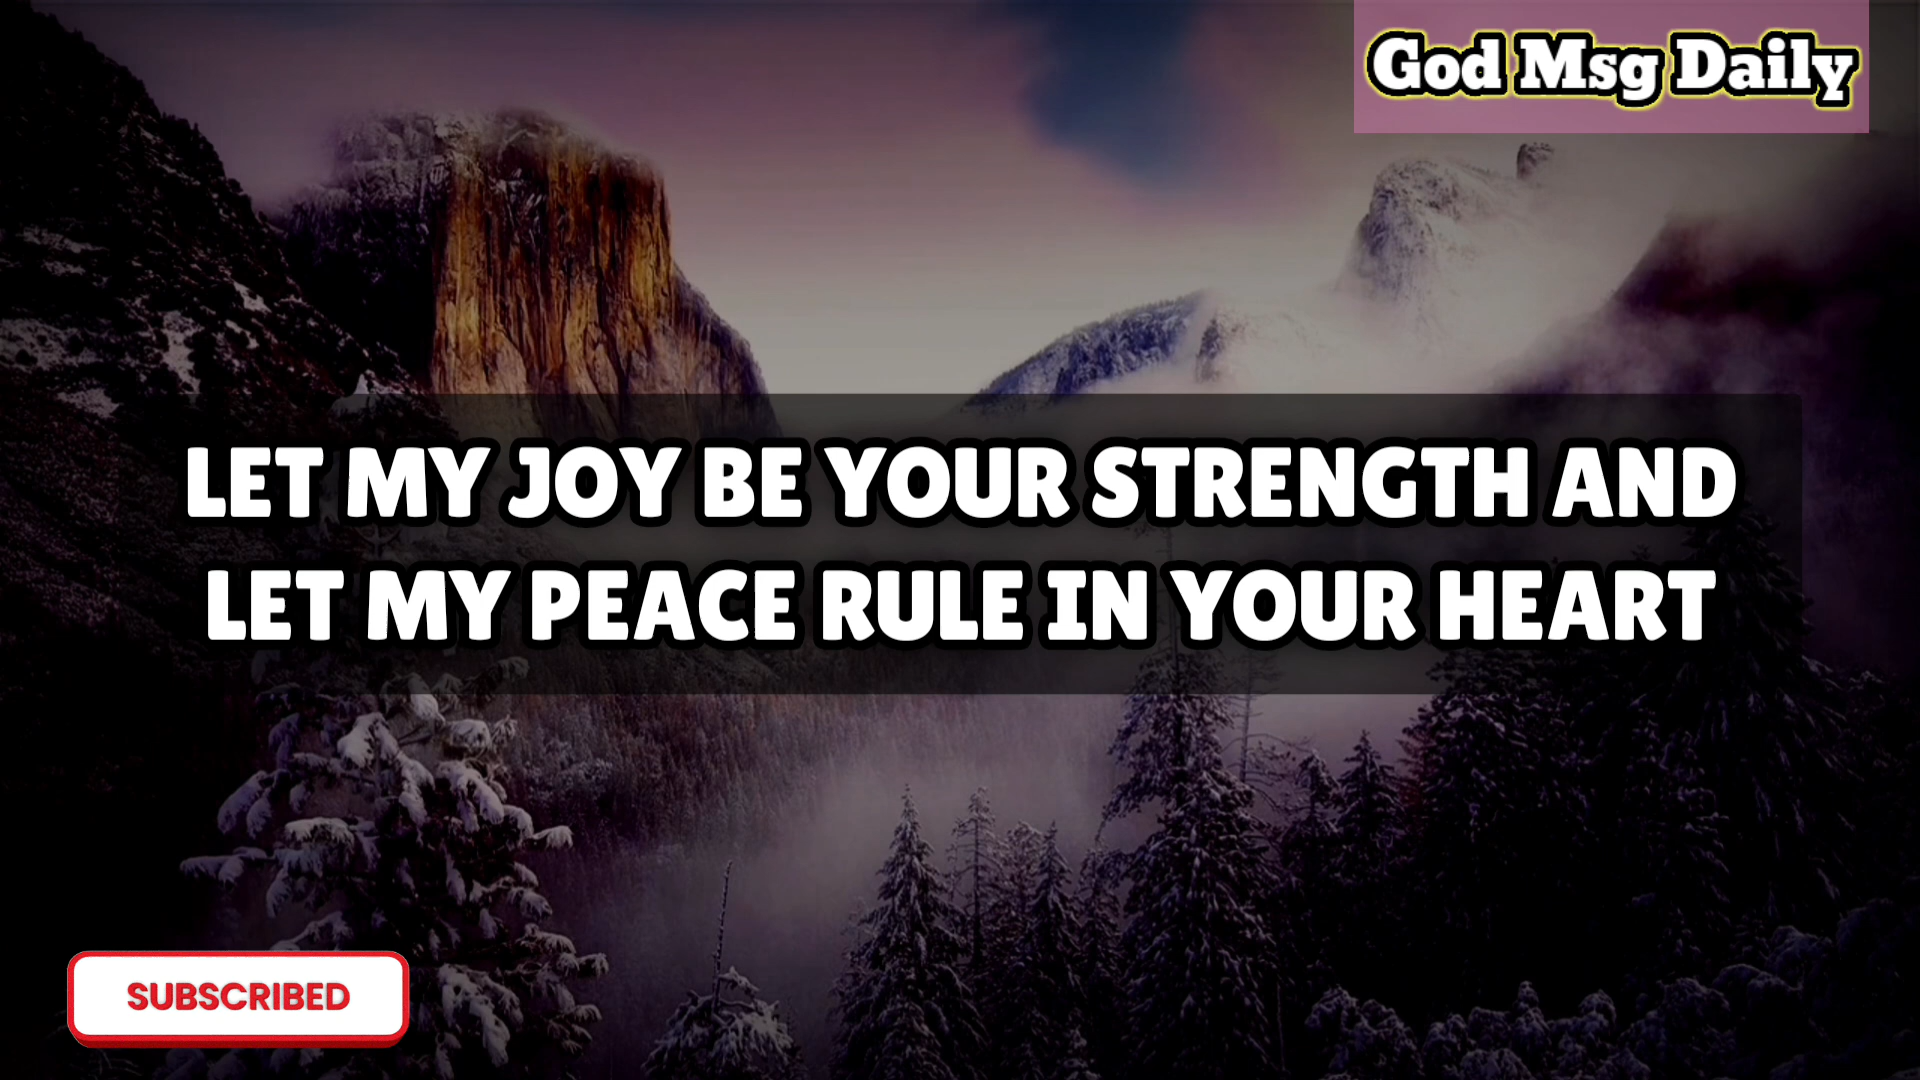 God Msg Daily
LET MY JOY BE YOUR STRENGTH AND
LET MY PEACE RULE IN YOUR HEART
SUBSCRIBED